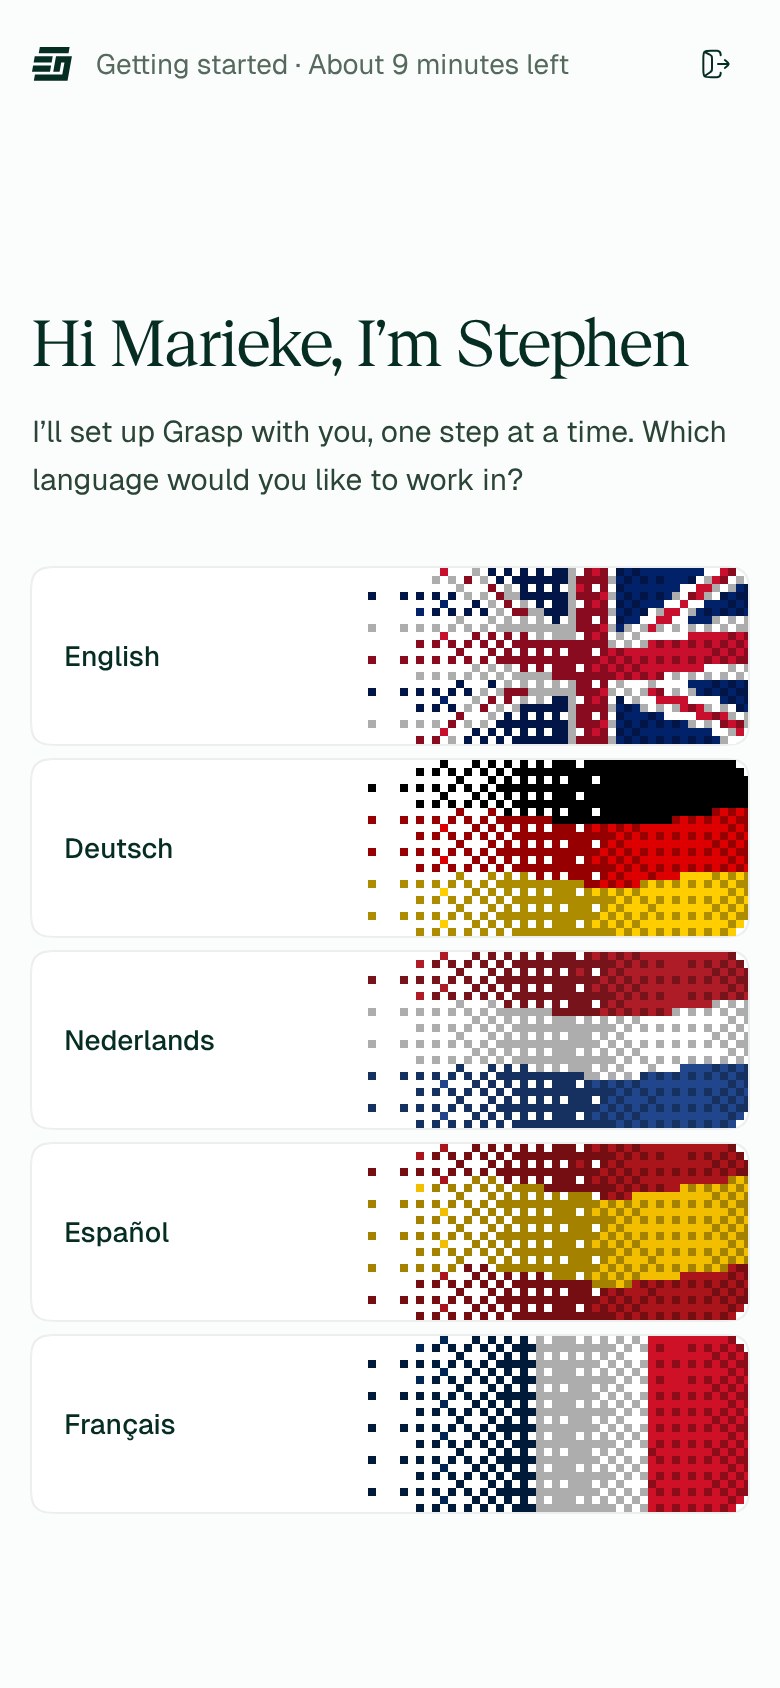 Getting started · About 9 minutes left
Hi Marieke, I’m Stephen
I’ll set up Grasp with you, one step at a time. Which
language would you like to work in?
English
Deutsch
Nederlands
Español
Français